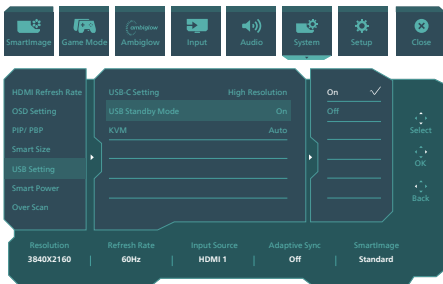 ambiglow
SmartImage Game Mode Ambiglow Input Audio System Setup Close
HDMI Refresh Rate
OSD Setting
PIP/ PBP
Smart Size
USB Setting
Smart Power
Over Scan
USB-C Setting High Resolution
USB Standby Mode On
KVM Auto
On
Off
Select
OK
Back
Resolution Refresh Rate Input Source Adaptive Sync SmartImage
3840X2160 | 60Hz | HDMI 1 | Off | Standard